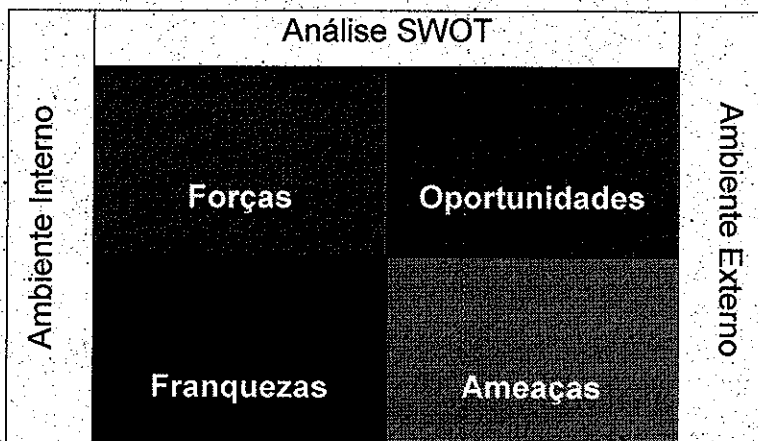 Análise SWOT
Ambiente Interno
Forças
Oportunidades
Ambiente Externo
Franquezas
Ameaças